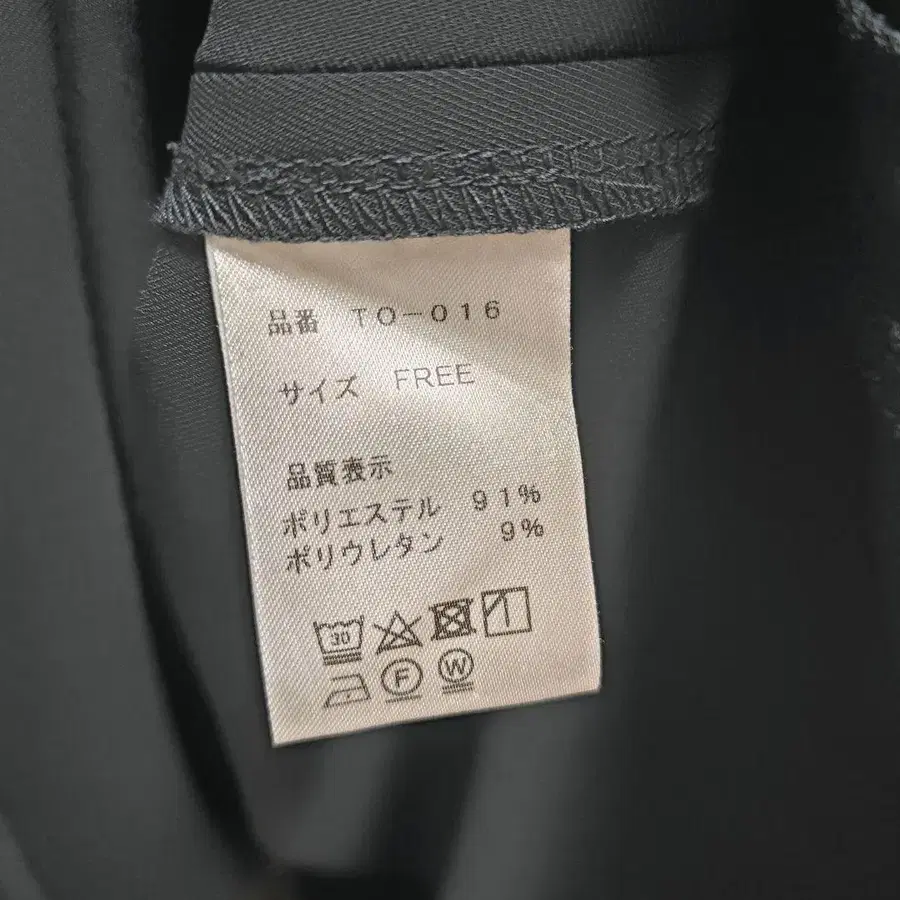 品番 TO-016
サイズ FREE
品質表示
ポリエステル 91%
ポリウレタン 9%
30
F W